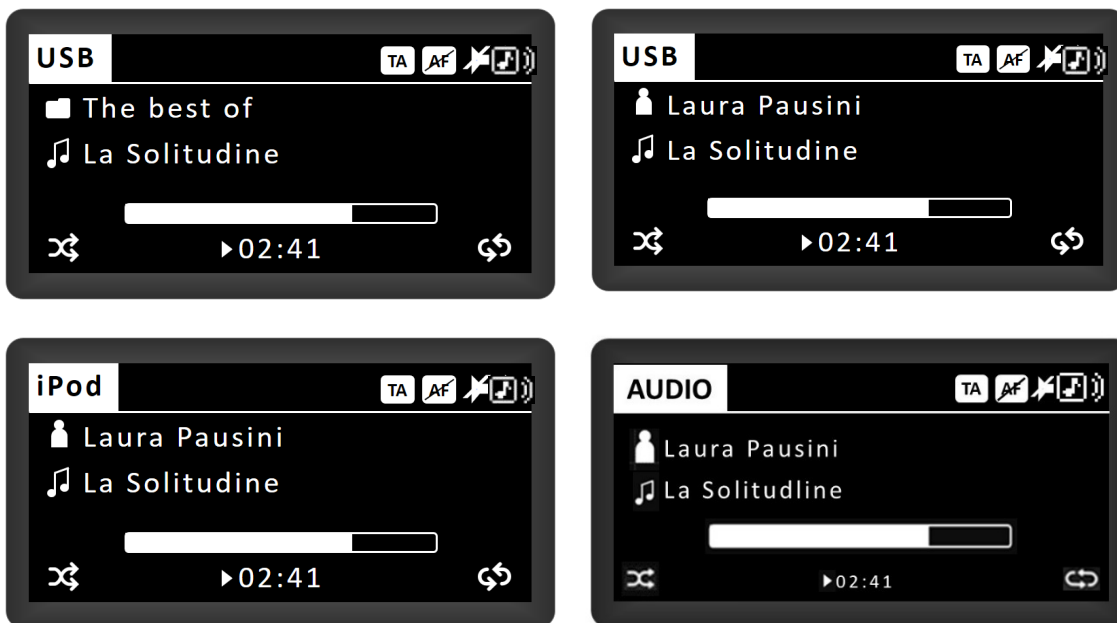 USB TA AF
The best of
La Solitudine
02:41
USB TA AF
Laura Pausini
La Solitudine
02:41
iPod TA AF
Laura Pausini
La Solitudine
02:41
AUDIO TA AF
Laura Pausini
La Solitudline
02:41